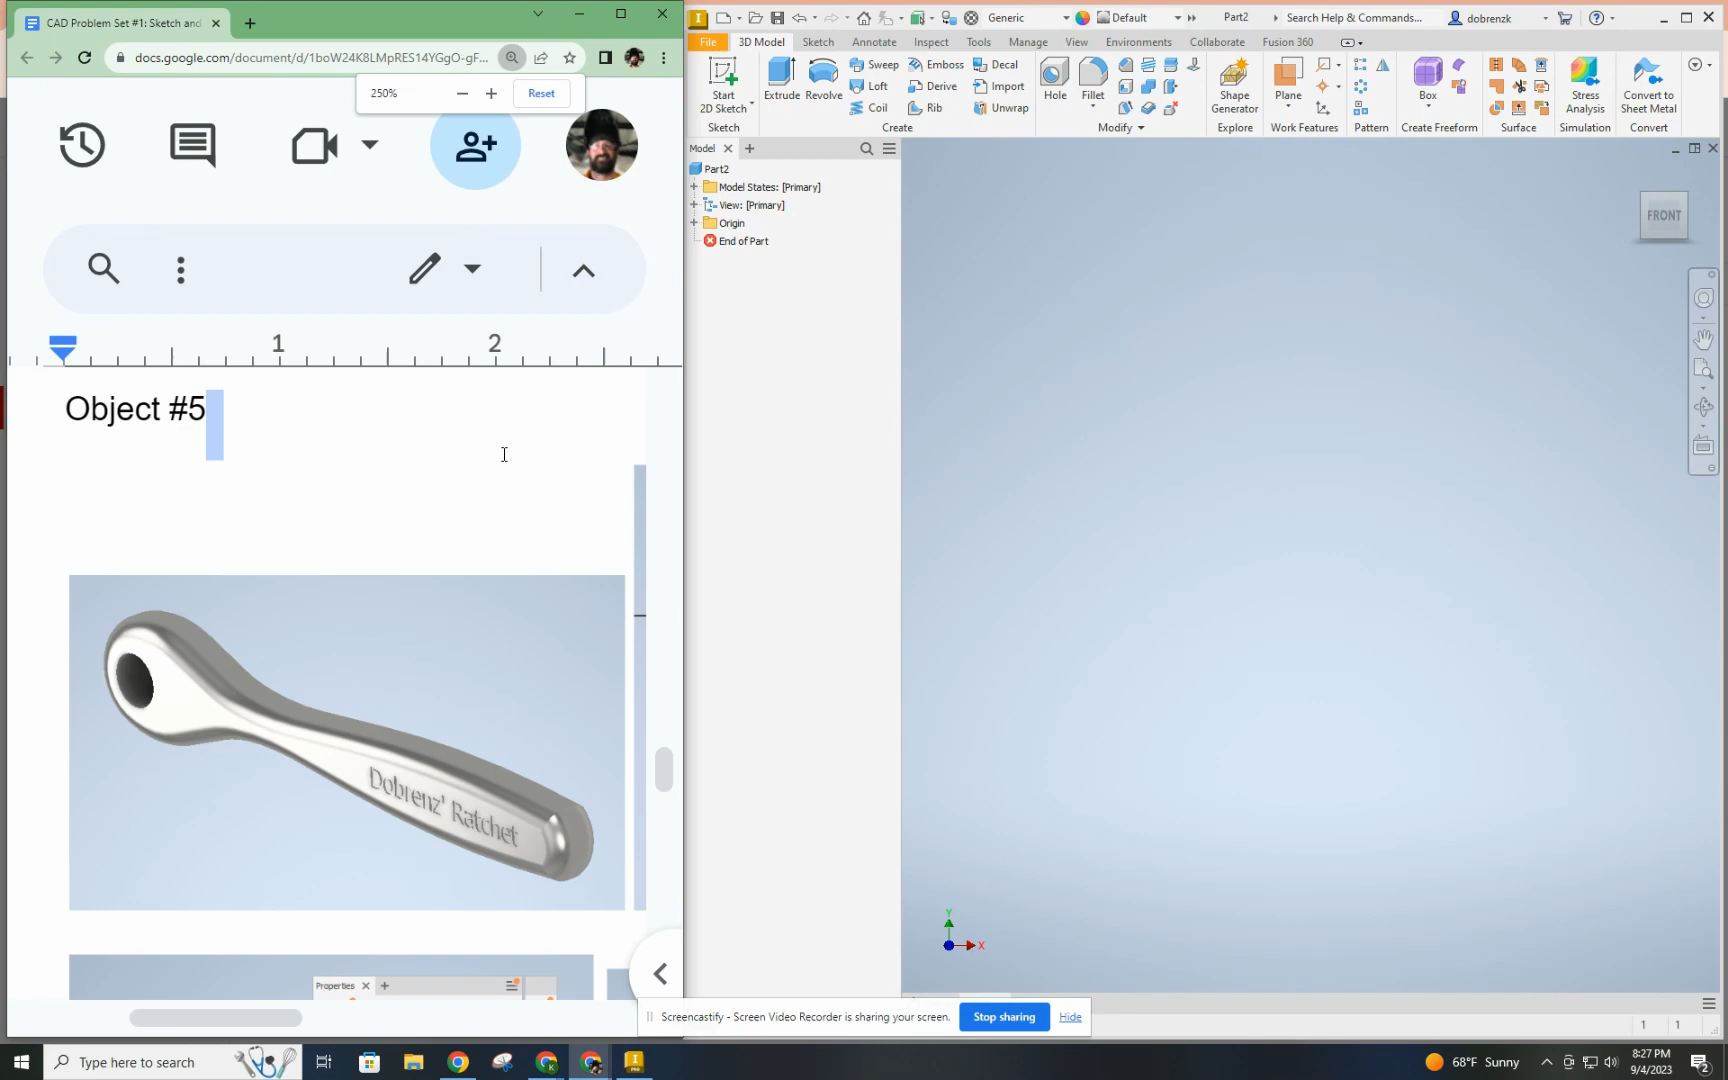 CAD Problem Set #1: Sketch and
docs.google.com/document/d/1boW24K8LMpRES14YGgO-gF...
250%
Reset
1
2
Object #5
Dobrenz' Ratchet
Properties
Generic
Default
Part2
Search Help & Commands...
dobrenzk
File
3D Model
Sketch
Annotate
Inspect
Tools
Manage
View
Environments
Collaborate
Fusion 360
Start
2D Sketch
Extrude
Revolve
Sweep
Emboss
Decal
Loft
Derive
Import
Coil
Rib
Unwrap
Hole
Fillet
Shape
Generator
Plane
Box
Stress
Analysis
Convert to
Sheet Metal
Sketch
Create
Modify
Explore
Work Features
Pattern
Create Freeform
Surface
Simulation
Convert
Model
Part2
Model States: [Primary]
View: [Primary]
Origin
End of Part
FRONT
Y
X
Screencastify - Screen Video Recorder is sharing your screen.
Stop sharing
Hide
1
1
Type here to search
68°F Sunny
8:27 PM
9/4/2023
2